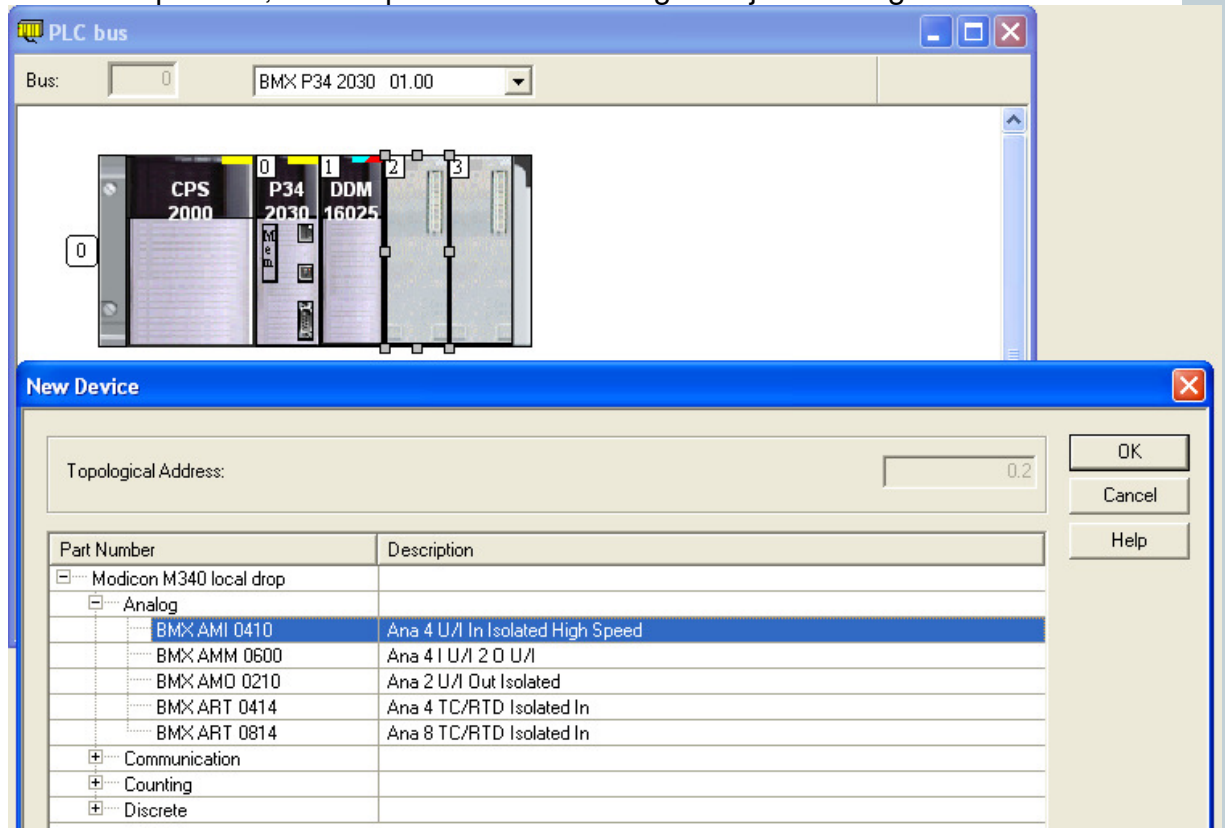 PLC bus
Bus: 0 BMX P34 2030 01.00
0 1 2 3
CPS P34 DDM
2000 2030 16025
Mem
0
New Device
Topological Address: 0.2
OK
Cancel
Help
Part Number Description
Modicon M340 local drop
Analog
BMX AMI 0410 Ana 4 U/I In Isolated High Speed
BMX AMM 0600 Ana 4 I U/I 2 O U/I
BMX AMO 0210 Ana 2 U/I Out Isolated
BMX ART 0414 Ana 4 TC/RTD Isolated In
BMX ART 0814 Ana 8 TC/RTD Isolated In
Communication
Counting
Discrete